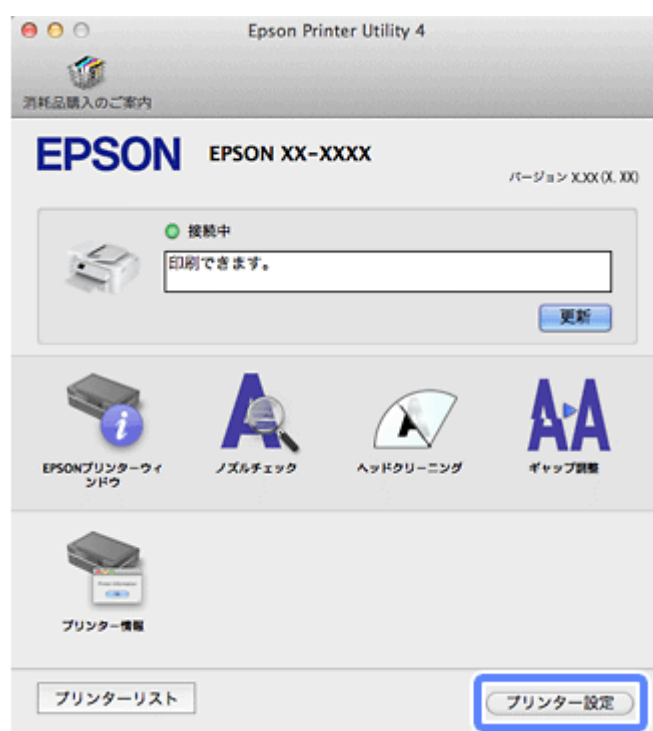 Epson Printer Utility 4
消耗品購入のご案内
EPSON
EPSON XX-XXXX
バージョン X.XX (X. XX)
接続中
印刷できます。
更新
EPSONプリンターウィ
ンドウ
ノズルチェック
ヘッドクリーニング
ギャップ調整
プリンター情報
プリンターリスト
プリンター設定